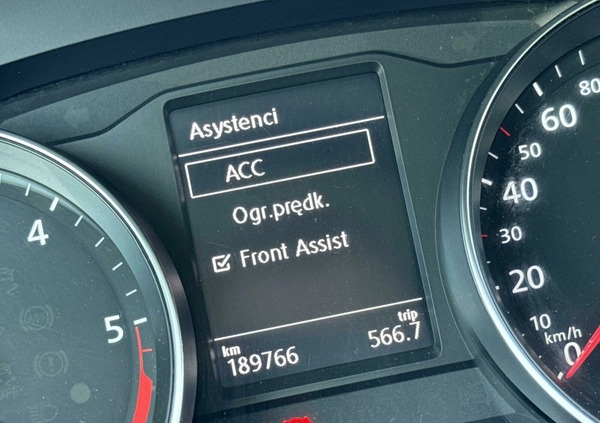 Asystenci
ACC
Ogr.prędk.
Front Assist
km
trip
189766
566.7
4
5
80
60
50
40
30
20
10
km/h
0